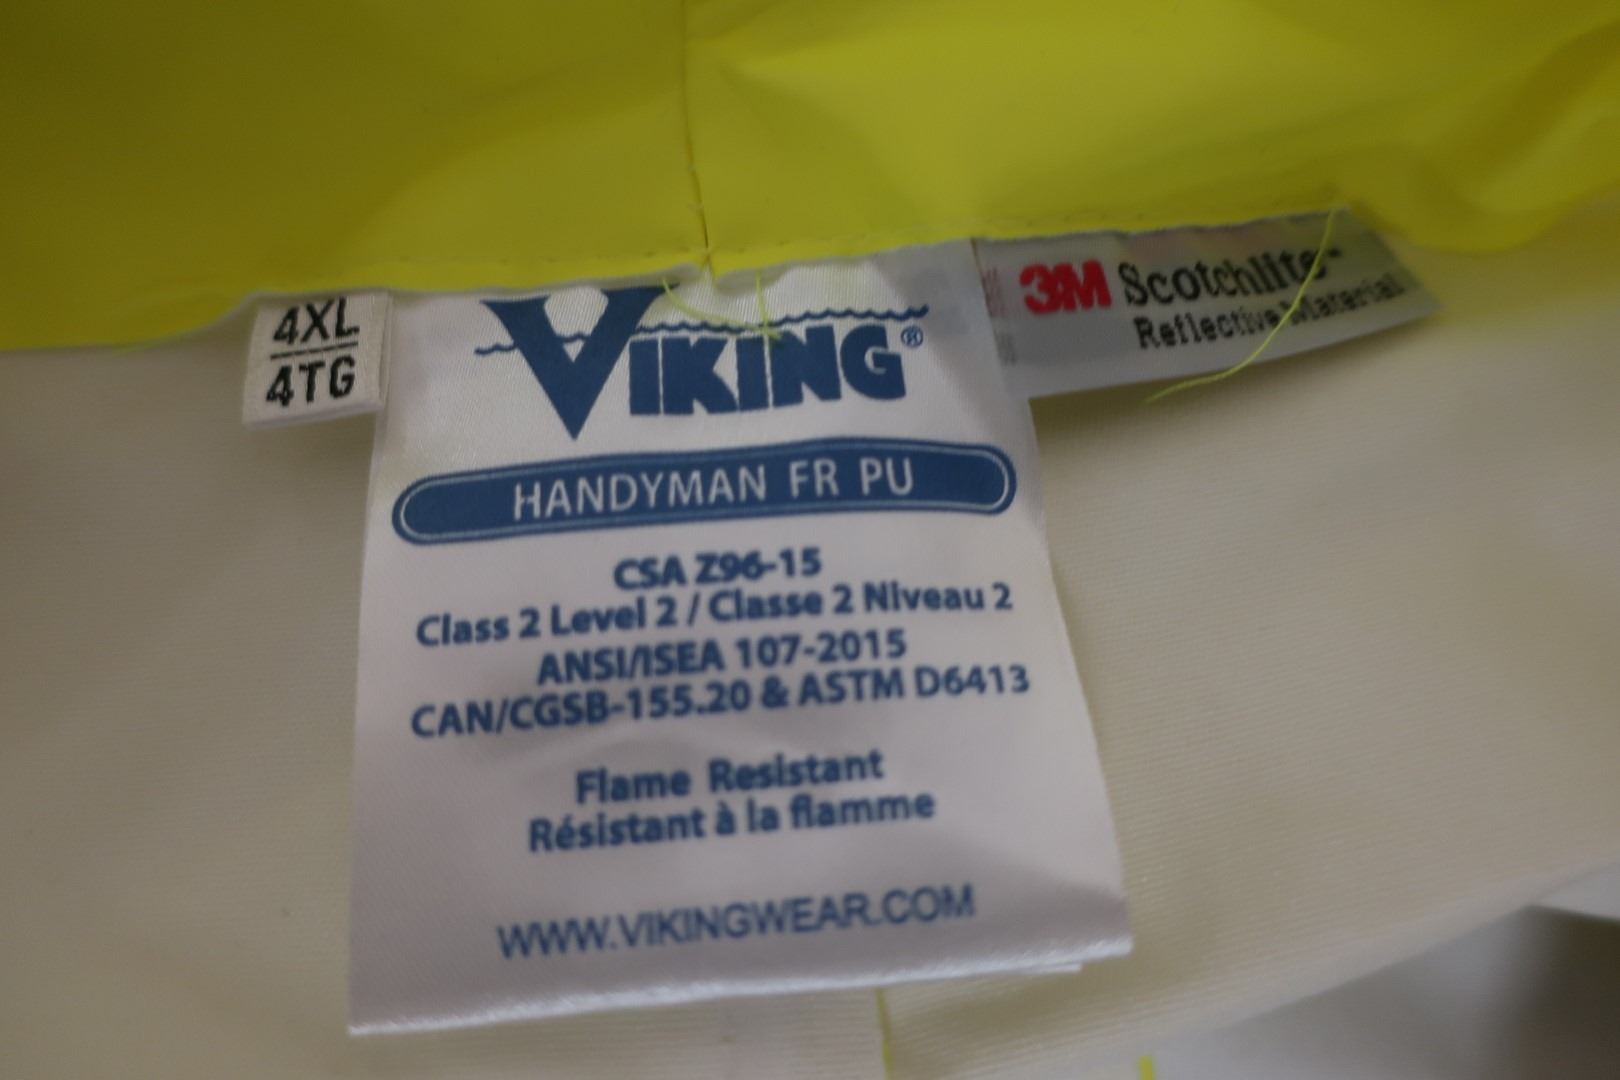 4XL
4TG
VIKING®
HANDYMAN FR PU
CSA Z96-15
Class 2 Level 2 / Classe 2 Niveau 2
ANSI/ISEA 107-2015
CAN/CGSB-155.20 & ASTM D6413
Flame Resistant
Résistant à la flamme
WWW.VIKINGWEAR.COM
3M Scotchlite™
Reflective Material